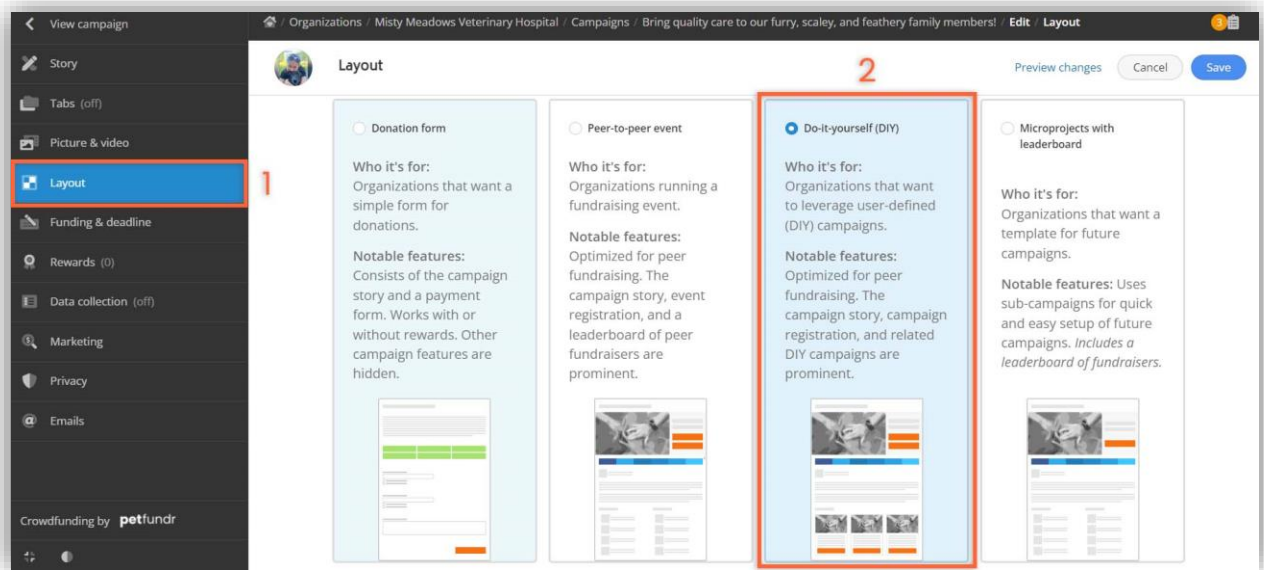 View campaign
/ Organizations / Misty Meadows Veterinary Hospital / Campaigns / Bring quality care to our furry, scaley, and feathery family members! / Edit / Layout
3
Story
Tabs (off)
Picture & video
Layout
1
Funding & deadline
Rewards (0)
Data collection (off)
Marketing
Privacy
Emails
Crowdfunding by petfundr
Layout
2
Preview changes
Cancel
Save
Donation form
Who it's for:
Organizations that want a
simple form for
donations.
Notable features:
Consists of the campaign
story and a payment
form. Works with or
without rewards. Other
campaign features are
hidden.
Peer-to-peer event
Who it's for:
Organizations running a
fundraising event.
Notable features:
Optimized for peer
fundraising. The
campaign story, event
registration, and a
leaderboard of peer
fundraisers are
prominent.
Do-it-yourself (DIY)
Who it's for:
Organizations that want
to leverage user-defined
(DIY) campaigns.
Notable features:
Optimized for peer
fundraising. The
campaign story, campaign
registration, and related
DIY campaigns are
prominent.
Microprojects with
leaderboard
Who it's for:
Organizations that want a
template for future
campaigns.
Notable features: Uses
sub-campaigns for quick
and easy setup of future
campaigns. Includes a
leaderboard of fundraisers.